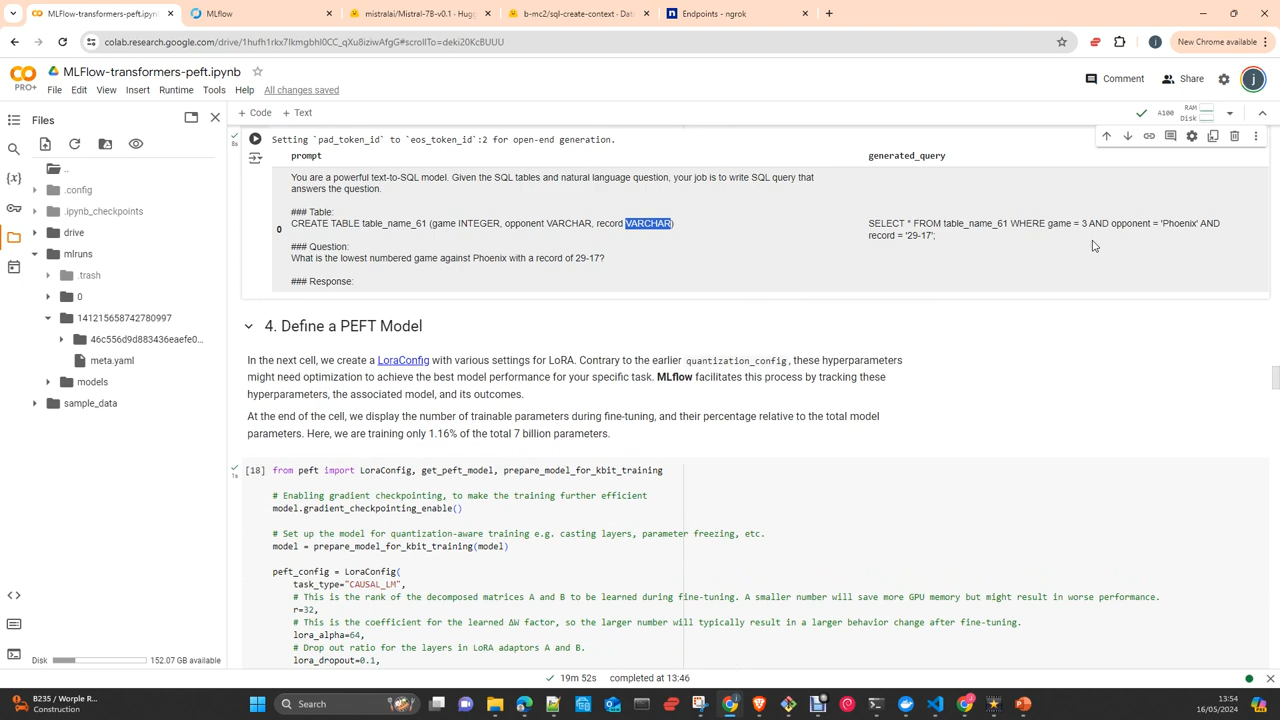 MLFlow-transformers-peft.ipynb
MLflow
mistralai/Mistral-7B-v0.1 · Hugg
b-mc2/sql-create-context · Data
Endpoints - ngrok
colab.research.google.com/drive/1hufh1rkx7lkmgbhl0CC_qXu8iziwAfgG#scrollTo=deki20KcBUUU
New Chrome available
PRO+
MLFlow-transformers-peft.ipynb
File Edit View Insert Runtime Tools Help All changes saved
Comment
Share
Files
+ Code + Text
A100
RAM
Disk
..
.config
.ipynb_checkpoints
drive
mlruns
.trash
0
141215658742780997
46c556d9d883436eaefe0...
meta.yaml
models
sample_data
Disk
152.07 GB available
8s
Setting `pad_token_id` to `eos_token_id`:2 for open-end generation.
prompt generated_query
You are a powerful text-to-SQL model. Given the SQL tables and natural language question, your job is to write SQL query that
answers the question.
### Table:
CREATE TABLE table_name_61 (game INTEGER, opponent VARCHAR, record VARCHAR)
0
### Question:
What is the lowest numbered game against Phoenix with a record of 29-17?
### Response:
SELECT * FROM table_name_61 WHERE game = 3 AND opponent = 'Phoenix' AND
record = '29-17';
4. Define a PEFT Model
In the next cell, we create a LoraConfig with various settings for LoRA. Contrary to the earlier quantization_config, these hyperparameters
might need optimization to achieve the best model performance for your specific task. MLflow facilitates this process by tracking these
hyperparameters, the associated model, and its outcomes.
At the end of the cell, we display the number of trainable parameters during fine-tuning, and their percentage relative to the total model
parameters. Here, we are training only 1.16% of the total 7 billion parameters.
1s
[18] from peft import LoraConfig, get_peft_model, prepare_model_for_kbit_training
# Enabling gradient checkpointing, to make the training further efficient
model.gradient_checkpointing_enable()
# Set up the model for quantization-aware training e.g. casting layers, parameter freezing, etc.
model = prepare_model_for_kbit_training(model)
peft_config = LoraConfig(
task_type="CAUSAL_LM",
# This is the rank of the decomposed matrices A and B to be learned during fine-tuning. A smaller number will save more GPU memory but might result in worse performance.
r=32,
# This is the coefficient for the learned ΔW factor, so the larger number will typically result in a larger behavior change after fine-tuning.
lora_alpha=64,
# Drop out ratio for the layers in LoRA adaptors A and B.
lora_dropout=0.1,
19m 52s completed at 13:46
B235 / Worple R...
Construction
Search
13:54
16/05/2024